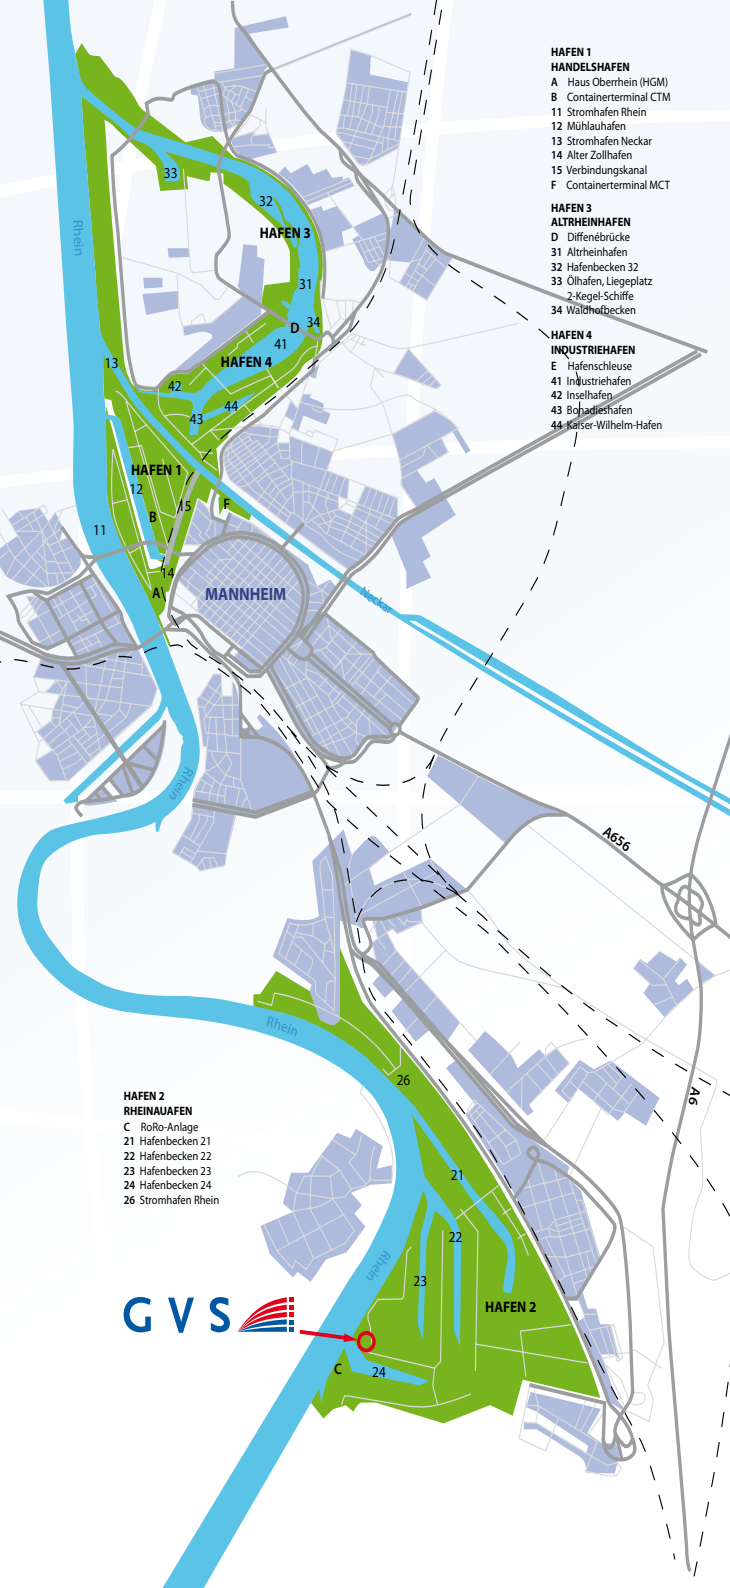 HAFEN 1
HANDELSHAFEN
A Haus Oberrhein (HGM)
B Containerterminal CTM
11 Stromhafen Rhein
12 Mühlauhafen
13 Stromhafen Neckar
14 Alter Zollhafen
15 Verbindungskanal
F Containerterminal MCT
HAFEN 3
ALTRHEINHAFEN
D Diffenébrücke
31 Altrheinhafen
32 Hafenbecken 32
33 Ölhafen, Liegeplatz
2-Kegel-Schiffe
34 Waldhofbecken
HAFEN 4
INDUSTRIEHAFEN
E Hafenschleuse
41 Industriehafen
42 Inselhafen
43 Bonadieshafen
44 Kaiser-Wilhelm-Hafen
33
32
HAFEN 3
Rhein
31
D
34
41
HAFEN 4
13
42
44
43
HAFEN 1
12
15
F
B
11
14
A
MANNHEIM
Neckar
Rhein
A656
Rhein
26
A6
HAFEN 2
RHEINAUAFEN
C RoRo-Anlage
21 Hafenbecken 21
22 Hafenbecken 22
23 Hafenbecken 23
24 Hafenbecken 24
26 Stromhafen Rhein
21
22
Rhein
23
HAFEN 2
GVS
C
24